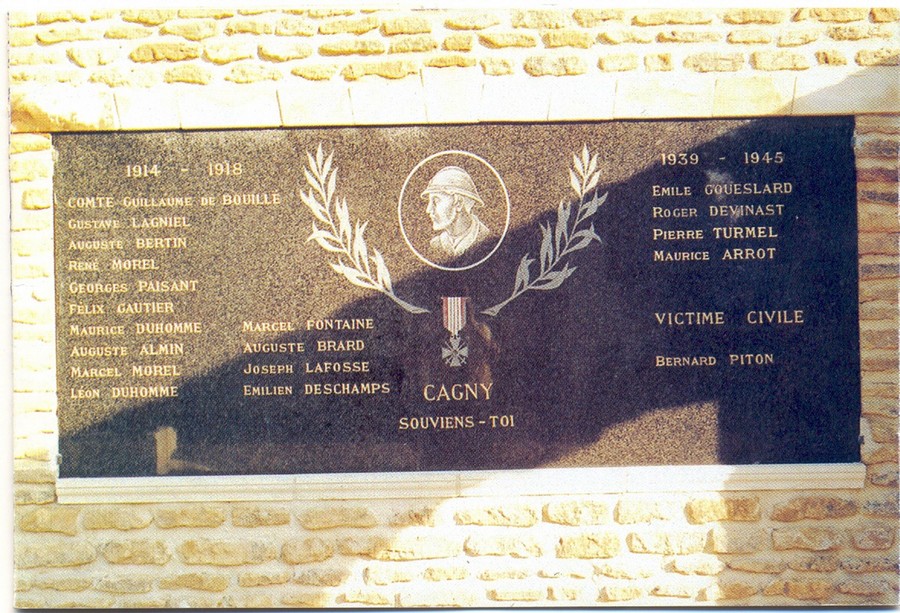 1914 - 1918
COMTE GUILLAUME DE BOUILLÉ
GUSTAVE LAGNIEL
AUGUSTE BERTIN
RENÉ MOREL
GEORGES PAISANT
FÉLIX GAUTIER
MAURICE DUHOMME
AUGUSTE ALMIN
MARCEL MOREL
LÉON DUHOMME
MARCEL FONTAINE
AUGUSTE BRARD
JOSEPH LAFOSSE
EMILIEN DESCHAMPS
CAGNY
SOUVIENS - TOI
1939 - 1945
EMILE GOUESLARD
ROGER DEVINAST
PIERRE TURMEL
MAURICE ARROT
VICTIME CIVILE
BERNARD PITON